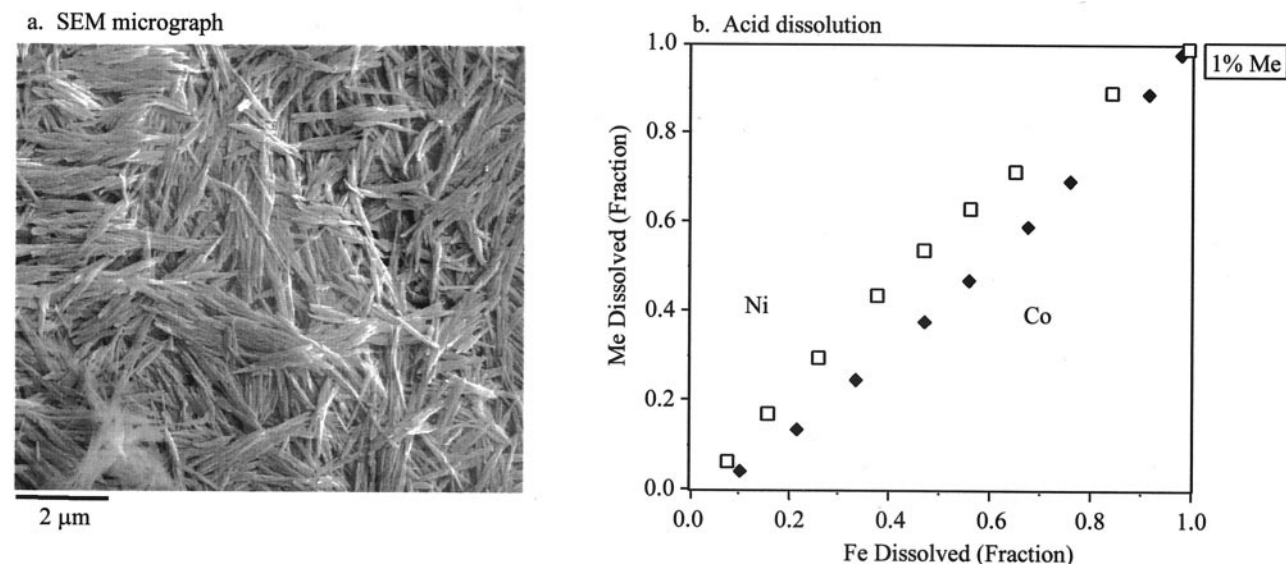 a. SEM micrograph
2 μm
b. Acid dissolution
1% Me
Me Dissolved (Fraction)
1.0
0.8
0.6
0.4
0.2
0.0
Ni
Co
0.0 0.2 0.4 0.6 0.8 1.0
Fe Dissolved (Fraction)